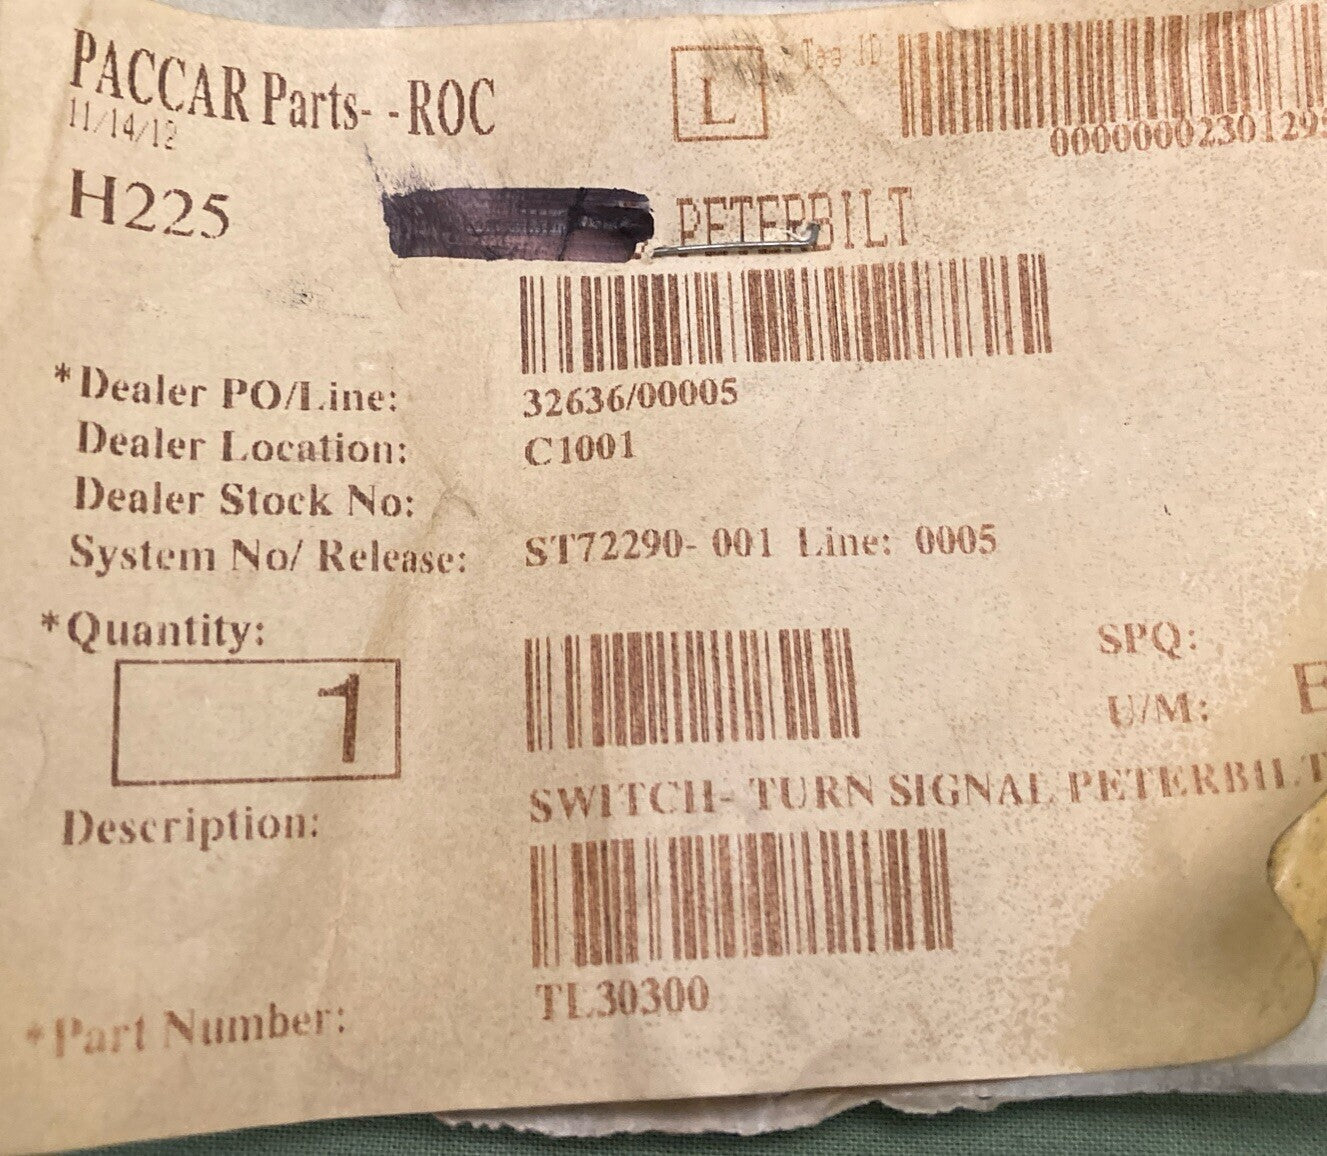 PACCAR Parts- -ROC
L
Tag ID
11/14/12
0000000230129
H225
PETERBILT
*Dealer PO/Line: 32636/00005
Dealer Location: C1001
Dealer Stock No:
System No/ Release: ST72290- 001 Line: 0005
*Quantity:
SPQ:
1
U/M: E
SWITCH- TURN SIGNAL PETERBILT
Description:
TL30300
*Part Number: